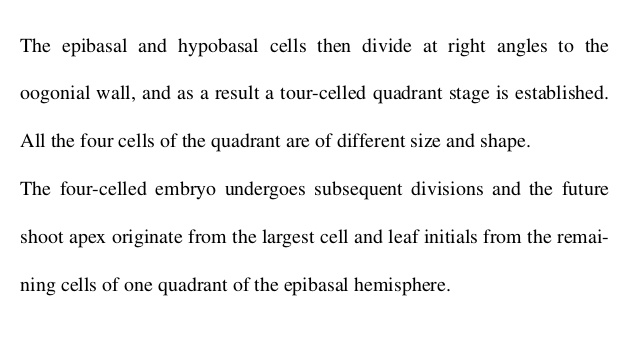 The epibasal and hypobasal cells then divide at right angles to the
oogonial wall, and as a result a tour-celled quadrant stage is established.
All the four cells of the quadrant are of different size and shape.
The four-celled embryo undergoes subsequent divisions and the future
shoot apex originate from the largest cell and leaf initials from the remai-
ning cells of one quadrant of the epibasal hemisphere.